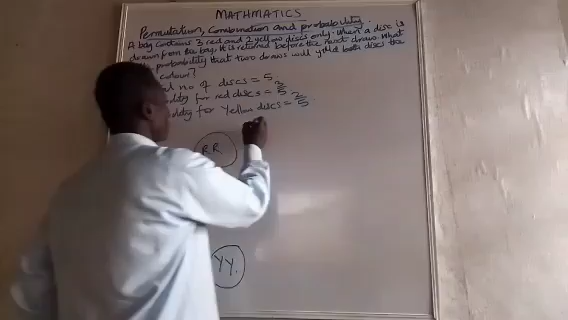 MATHMATICS
Permutation, Combination and probability.
A bag contains 3 red and 2 yellow discs only. When a disc is
drawn from the bag, it is returned before the next draw. What
probability that two draws will yield both discs the
colour?
no of discs = 5
for red discs = 3/5
for Yellow discs = 2/5
RR
YY.